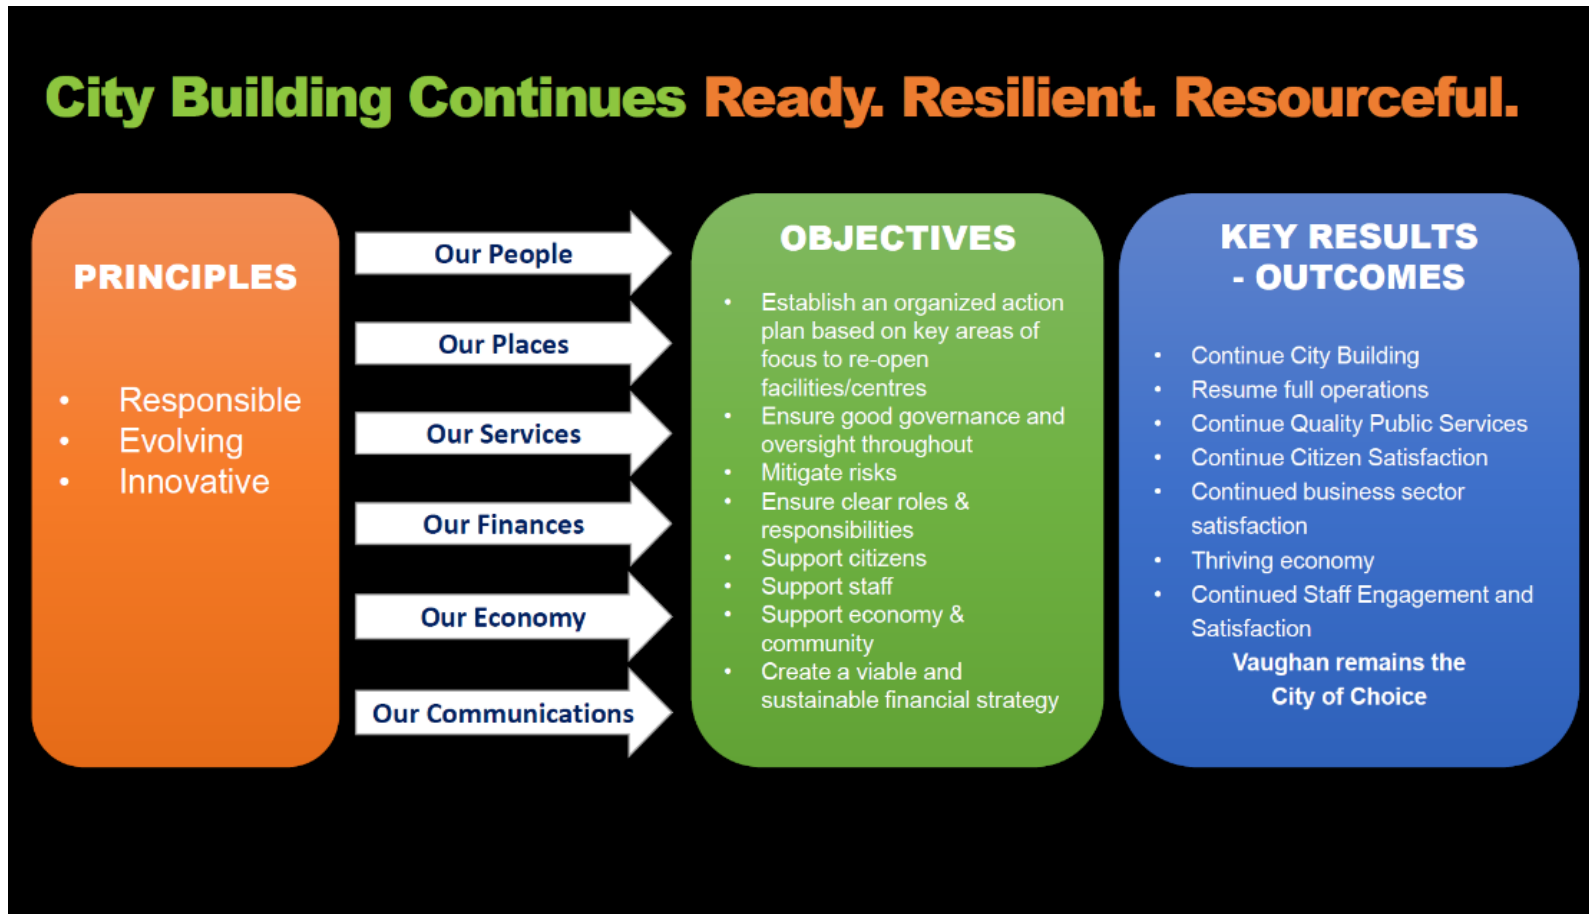 City Building Continues Ready. Resilient. Resourceful.
PRINCIPLES
• Responsible
• Evolving
• Innovative
Our People
Our Places
Our Services
Our Finances
Our Economy
Our Communications
OBJECTIVES
• Establish an organized action
plan based on key areas of
focus to re-open
facilities/centres
• Ensure good governance and
oversight throughout
• Mitigate risks
• Ensure clear roles &
responsibilities
• Support citizens
• Support staff
• Support economy &
community
• Create a viable and
sustainable financial strategy
KEY RESULTS
- OUTCOMES
• Continue City Building
• Resume full operations
• Continue Quality Public Services
• Continue Citizen Satisfaction
• Continued business sector
satisfaction
• Thriving economy
• Continued Staff Engagement and
Satisfaction
Vaughan remains the
City of Choice